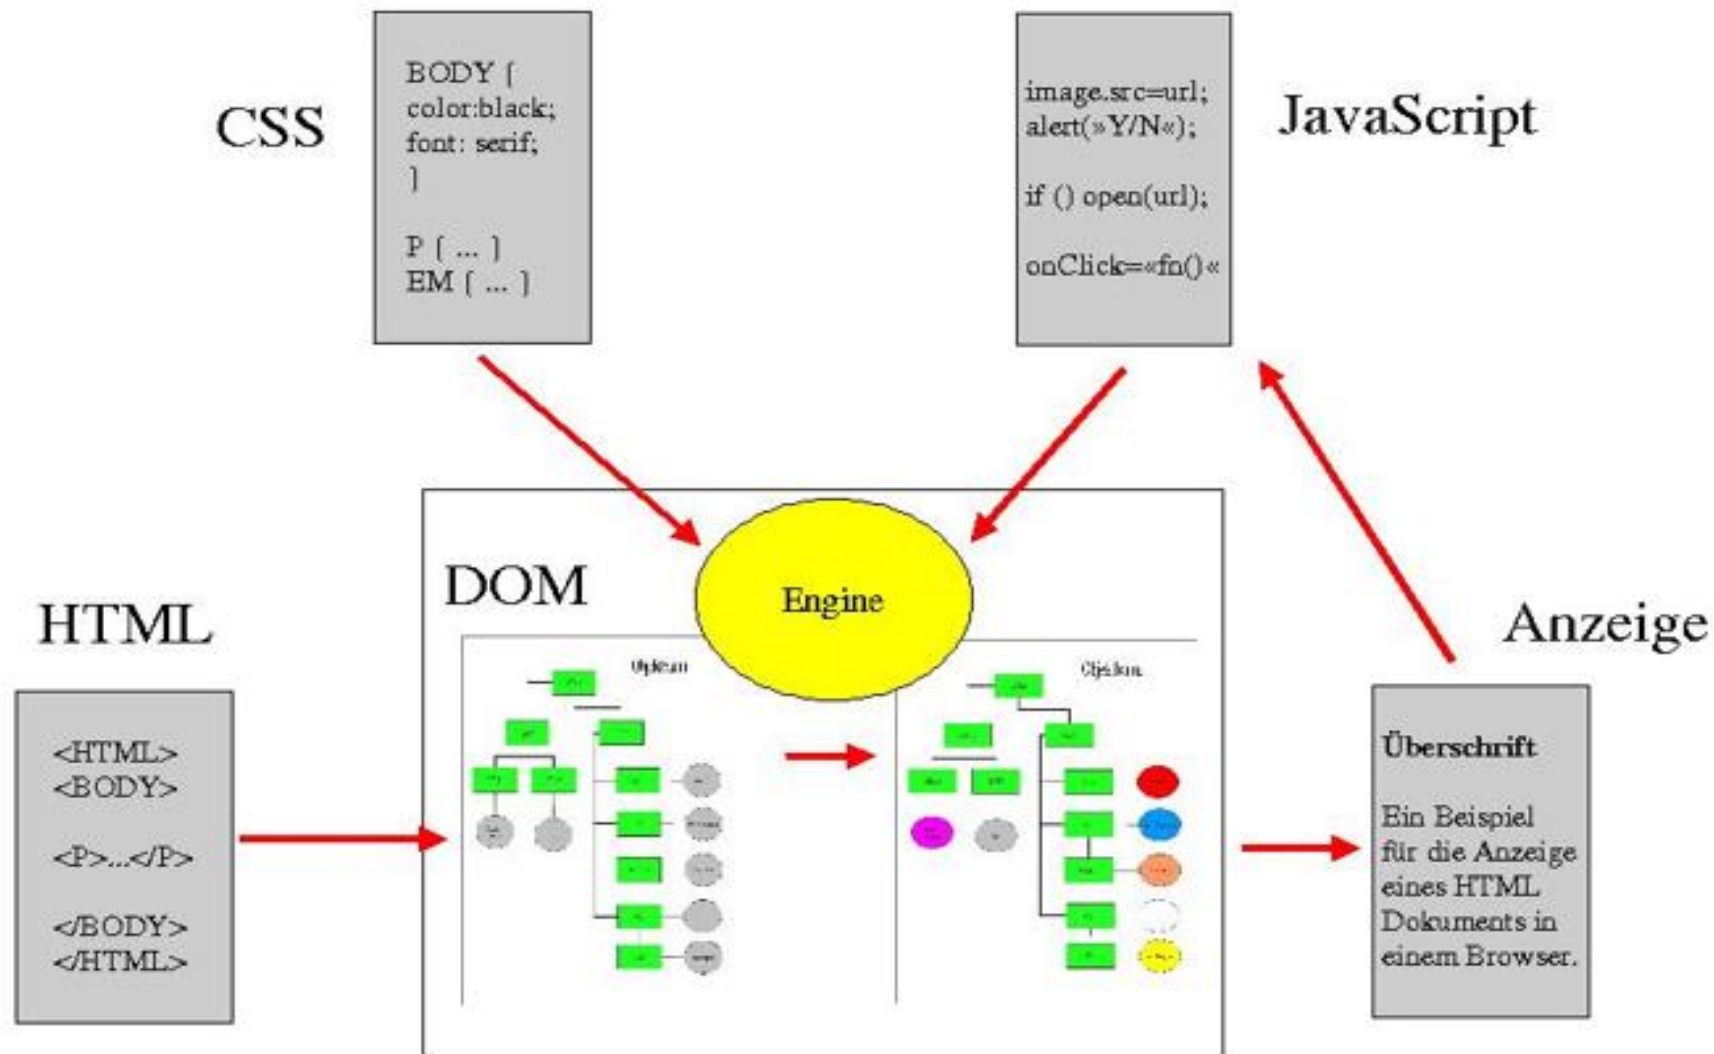 CSS
BODY {
color:black;
font: serif;
}
P { ... }
EM { ... }
image.src=url;
alert(»Y/N«);
if () open(url);
onClick=«fn()«
JavaScript
HTML
<HTML>
<BODY>
<P>...</P>
</BODY>
</HTML>
DOM
Engine
Anzeige
Überschrift
Ein Beispiel
für die Anzeige
eines HTML
Dokuments in
einem Browser.